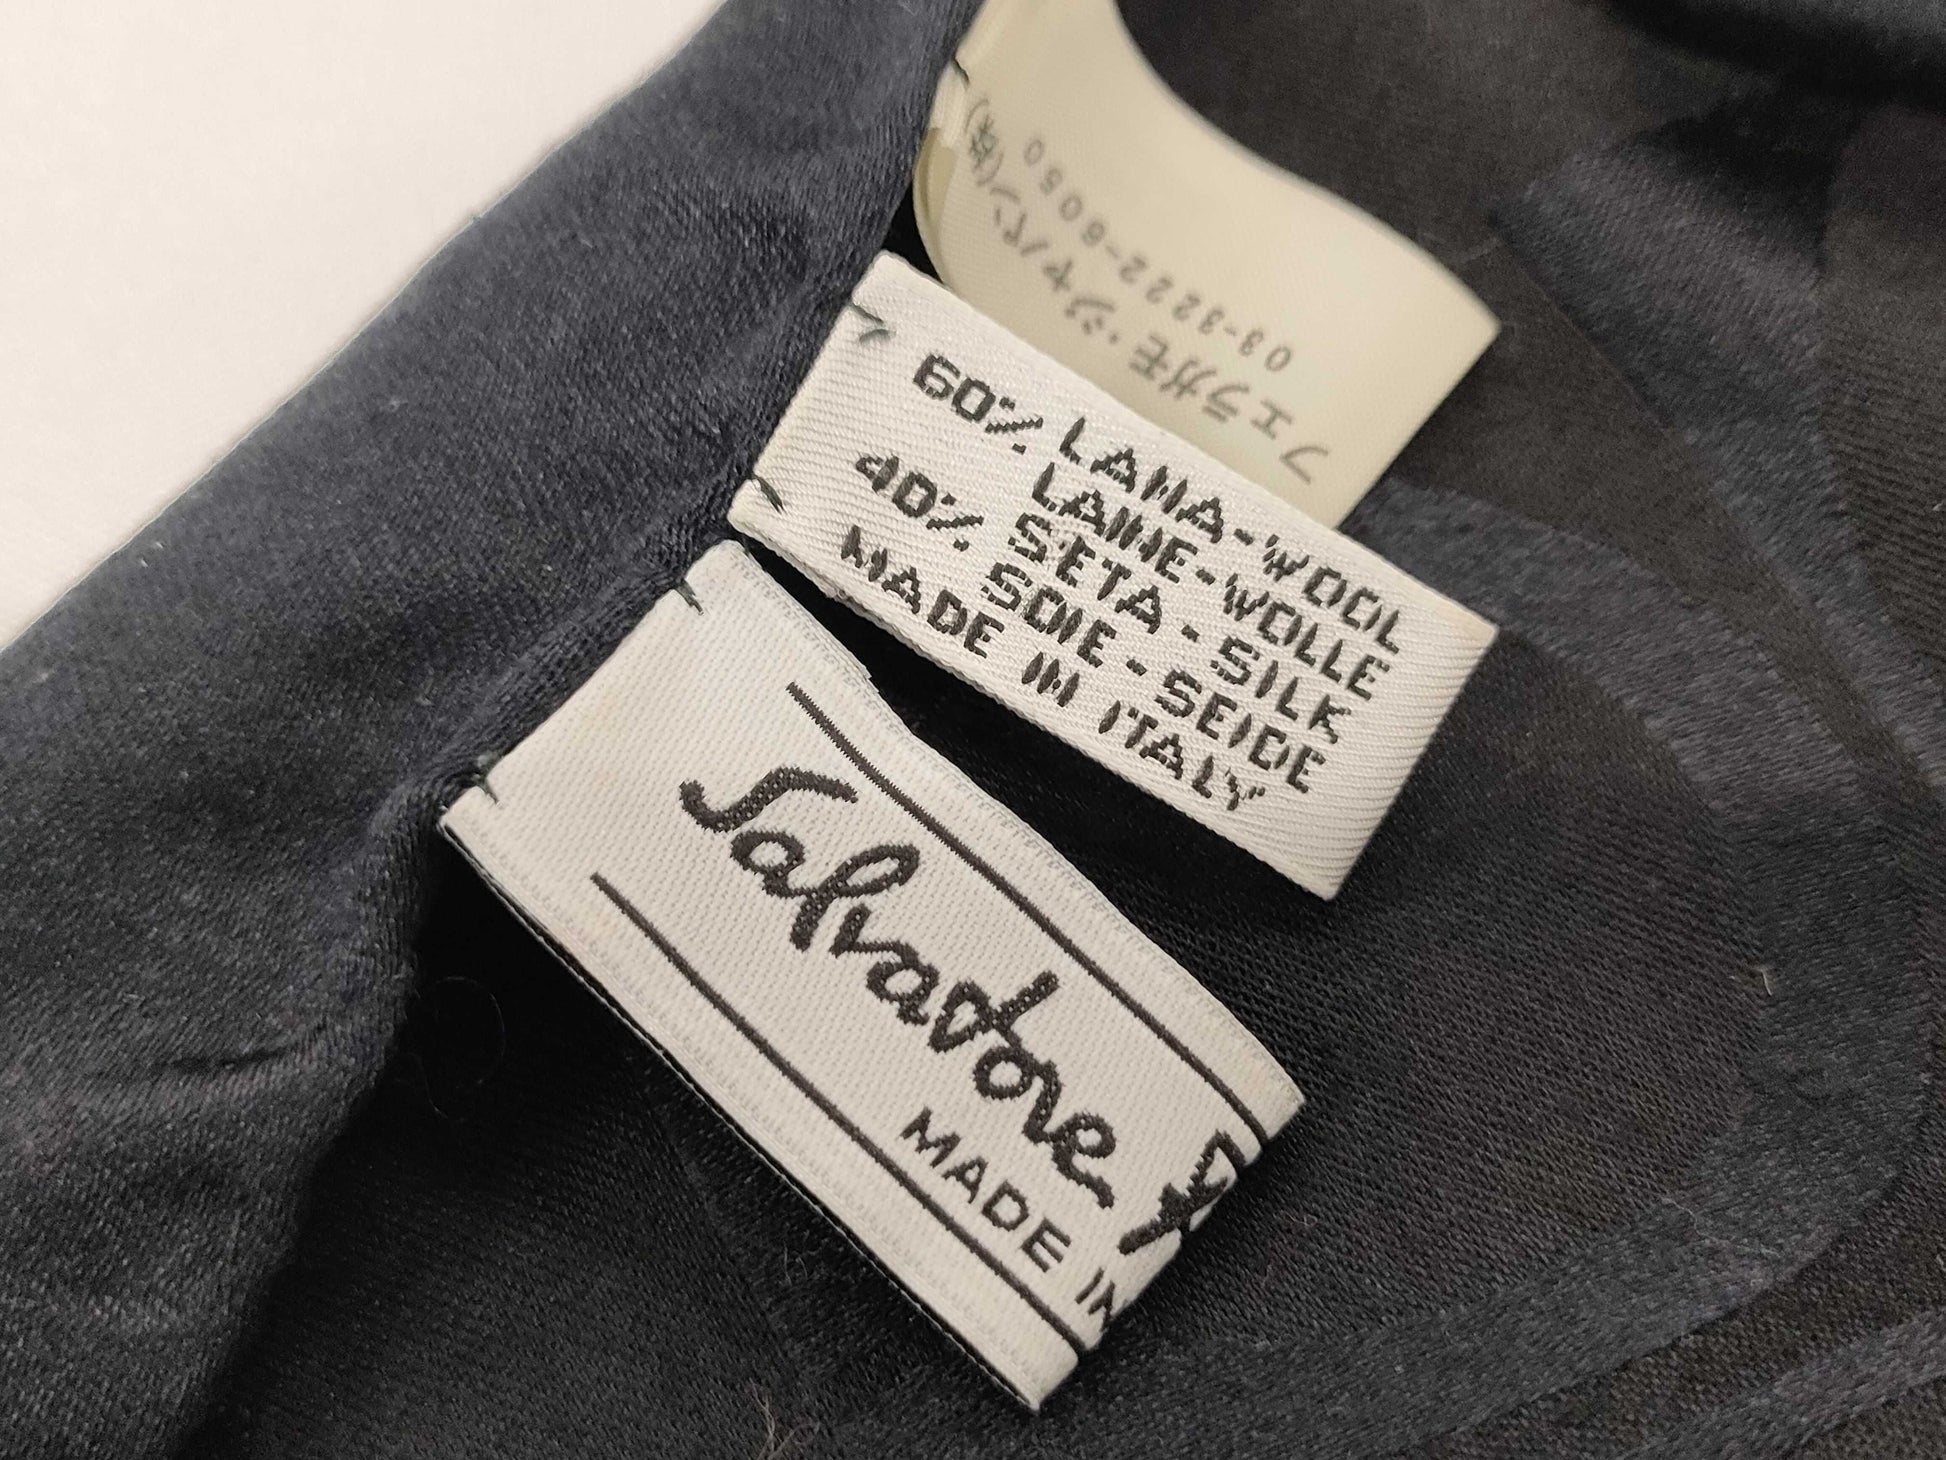 フェラガモ・ジャパン(株)
03-3222-6050
60% LANA-WOOL
LAINE-WOLLE
40% SETA-SILK
SOIE-SEIDE
MADE IN ITALY
Salvatore
MADE IN